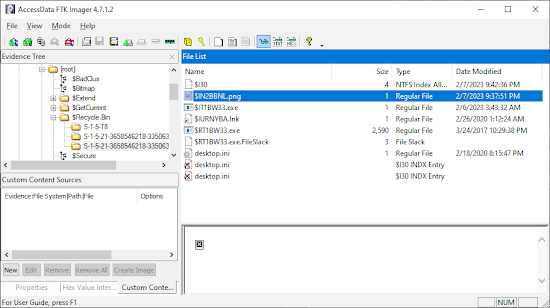 AccessData FTK Imager 4.7.1.2
File View Mode Help
Evidence Tree
[root]
$BadClus
$Bitmap
$Extend
$GetCurrent
$Recycle.Bin
S-1-5-18
S-1-5-21-3658546218-335063
S-1-5-21-3658546218-335063
$Secure
Custom Content Sources
Evidence:File System|Path|File Options
New Edit Remove Remove All Create Image
Properties Hex Value Inter... Custom Conte...
File List
Name Size Type Date Modified
$I30 4 NTFS Index All... 2/7/2023 9:42:36 PM
$IN2BBNL.png 1 Regular File 2/7/2023 9:37:51 PM
$IT1BW33.exe 1 Regular File 2/6/2023 3:43:32 AM
$IURNYBA.lnk 1 Regular File 2/26/2020 1:12:24 AM
$RT1BW33.exe 2,590 Regular File 3/24/2017 10:29:38 PM
$RT1BW33.exe.FileSlack 3 File Slack
desktop.ini 1 Regular File 2/18/2020 8:15:47 PM
desktop.ini $I30 INDX Entry
desktop.ini $I30 INDX Entry
For User Guide, press F1 NUM